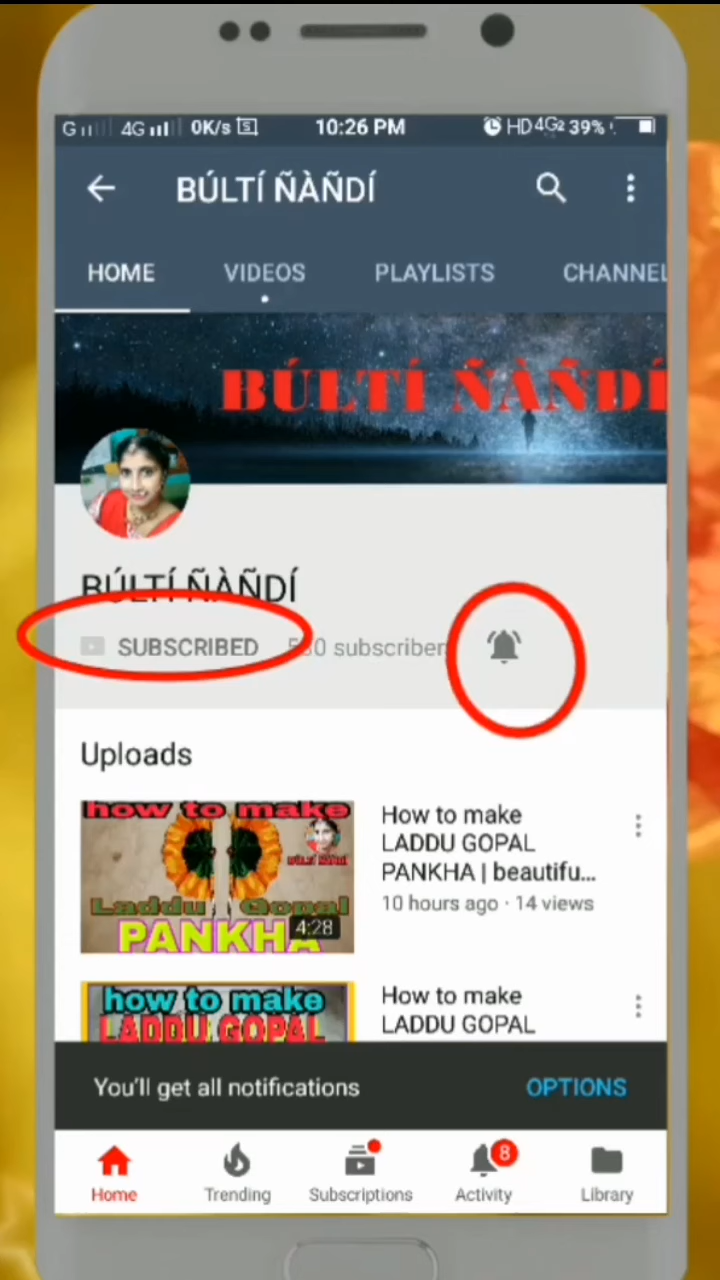 G 4G 0K/s 10:26 PM HD 4G2 39%
BÚLTÍ ÑÀÑDÍ
HOME VIDEOS PLAYLISTS CHANNEL
BÚLTÍ ÑÀÑDÍ
BÚLTÍ ÑÀÑDÍ
SUBSCRIBED subscriber
Uploads
how to make
Laddu Gopal
PANKHA
4:28
How to make
LADDU GOPAL
PANKHA | beautifu...
10 hours ago · 14 views
how to make
LADDU GOPAL
How to make
LADDU GOPAL
You'll get all notifications OPTIONS
8
Home Trending Subscriptions Activity Library